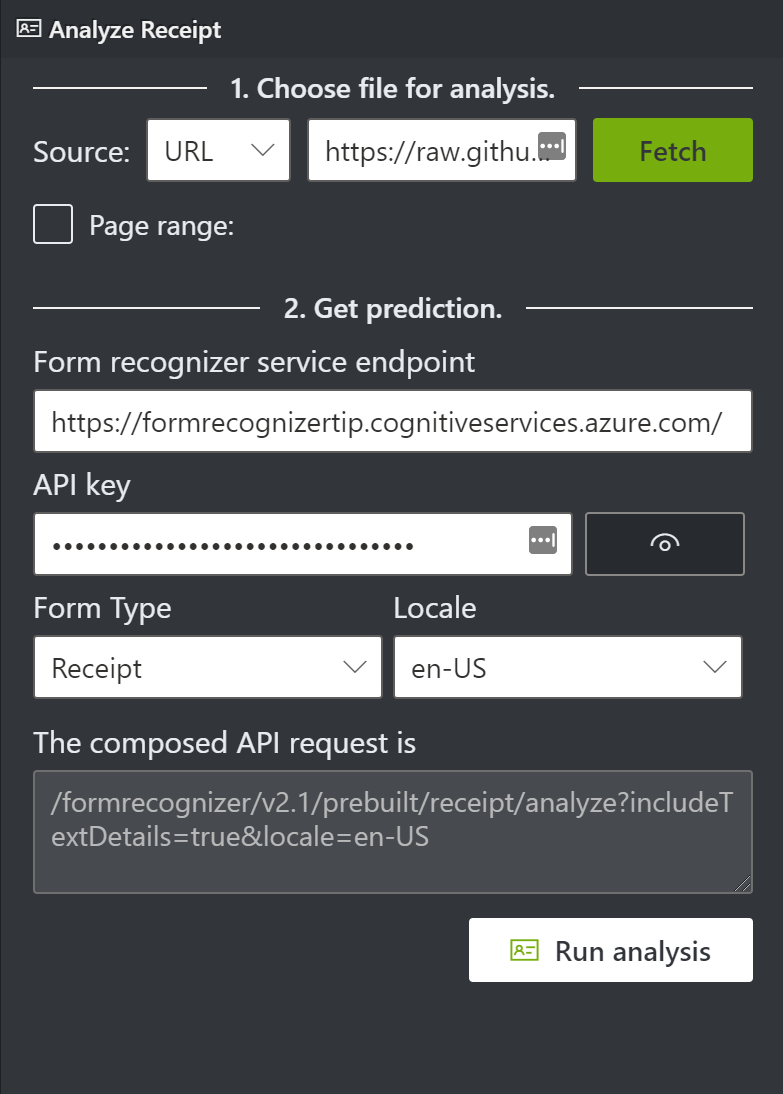 Analyze Receipt
1. Choose file for analysis.
Source: URL https://raw.githu... Fetch
Page range:
2. Get prediction.
Form recognizer service endpoint
https://formrecognizertip.cognitiveservices.azure.com/
API key
••••••••••••••••••••••••••••••••
Form Type Locale
Receipt en-US
The composed API request is
/formrecognizer/v2.1/prebuilt/receipt/analyze?includeT
extDetails=true&locale=en-US
Run analysis